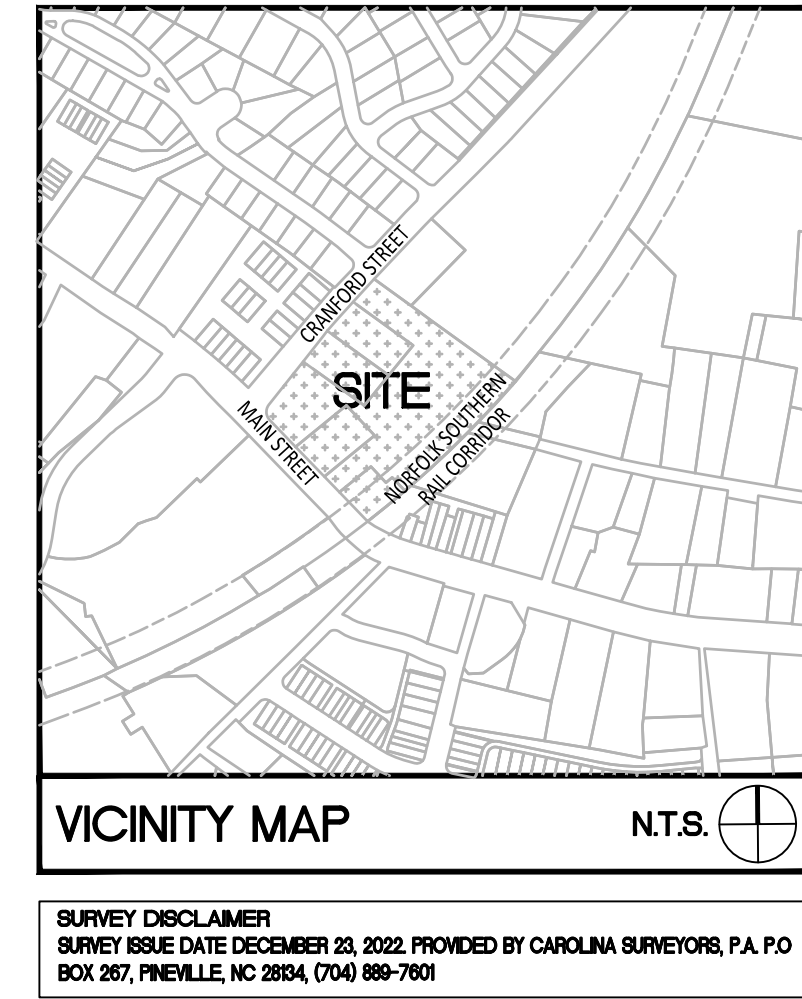 CRANFORD STREET
SITE
MAIN STREET
NORFOLK SOUTHERN
RAIL CORRIDOR
VICINITY MAP
N.T.S.
SURVEY DISCLAIMER
SURVEY ISSUE DATE DECEMBER 23, 2022. PROVIDED BY CAROLINA SURVEYORS, P.A. P.O
BOX 267, PINEVILLE, NC 28134, (704) 889-7601